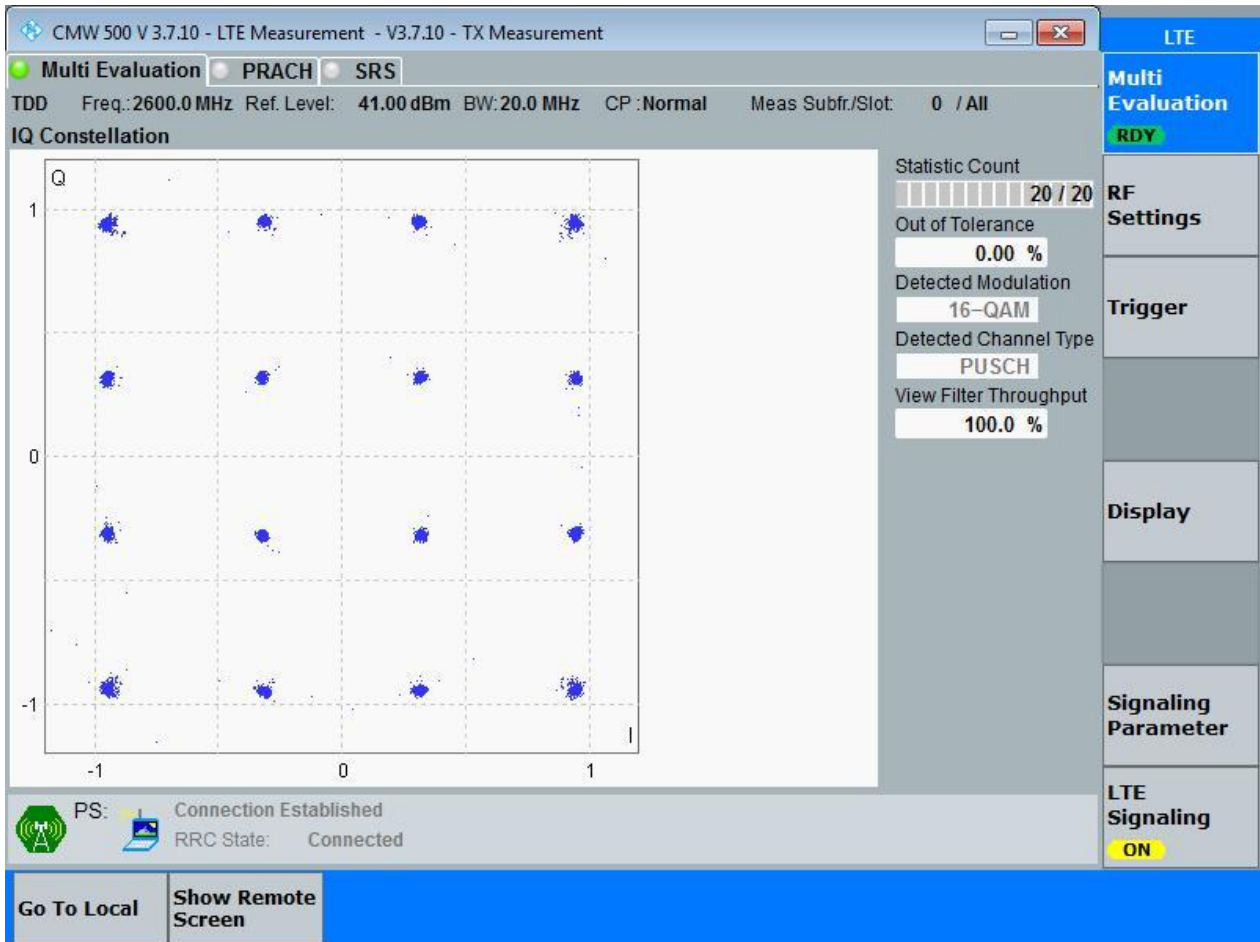 CMW 500 V 3.7.10 - LTE Measurement - V3.7.10 - TX Measurement
LTE
Multi Evaluation PRACH SRS
TDD Freq.: 2600.0 MHz Ref. Level: 41.00 dBm BW: 20.0 MHz CP : Normal Meas Subfr./Slot: 0 / All
IQ Constellation
Q
1
0
-1
I
-1 0 1
Statistic Count
20 / 20
Out of Tolerance
0.00 %
Detected Modulation
16-QAM
Detected Channel Type
PUSCH
View Filter Throughput
100.0 %
Multi
Evaluation
RDY
RF
Settings
Trigger
Display
Signaling
Parameter
LTE
Signaling
ON
PS: Connection Established
RRC State: Connected
Go To Local
Show Remote
Screen